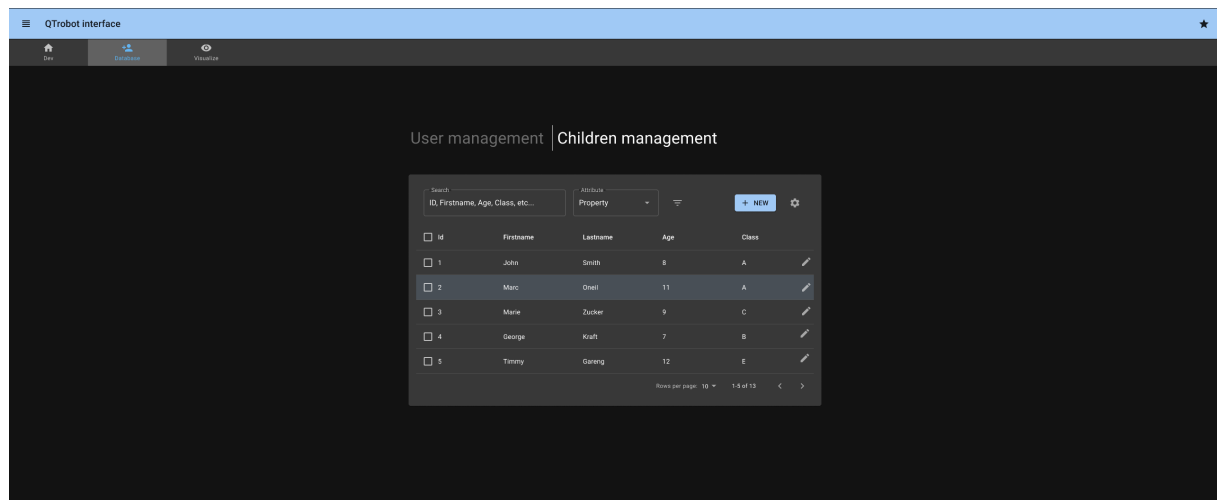 QTrobot interface
Dev Database Visualize
User management Children management
Search Attribute
ID, Firstname, Age, Class, etc... Property + NEW
Id Firstname Lastname Age Class
1 John Smith 8 A
2 Marc Oneil 11 A
3 Marie Zucker 9 C
4 George Kraft 7 B
5 Timmy Gareng 12 E
Rows per page: 10 1-5 of 13